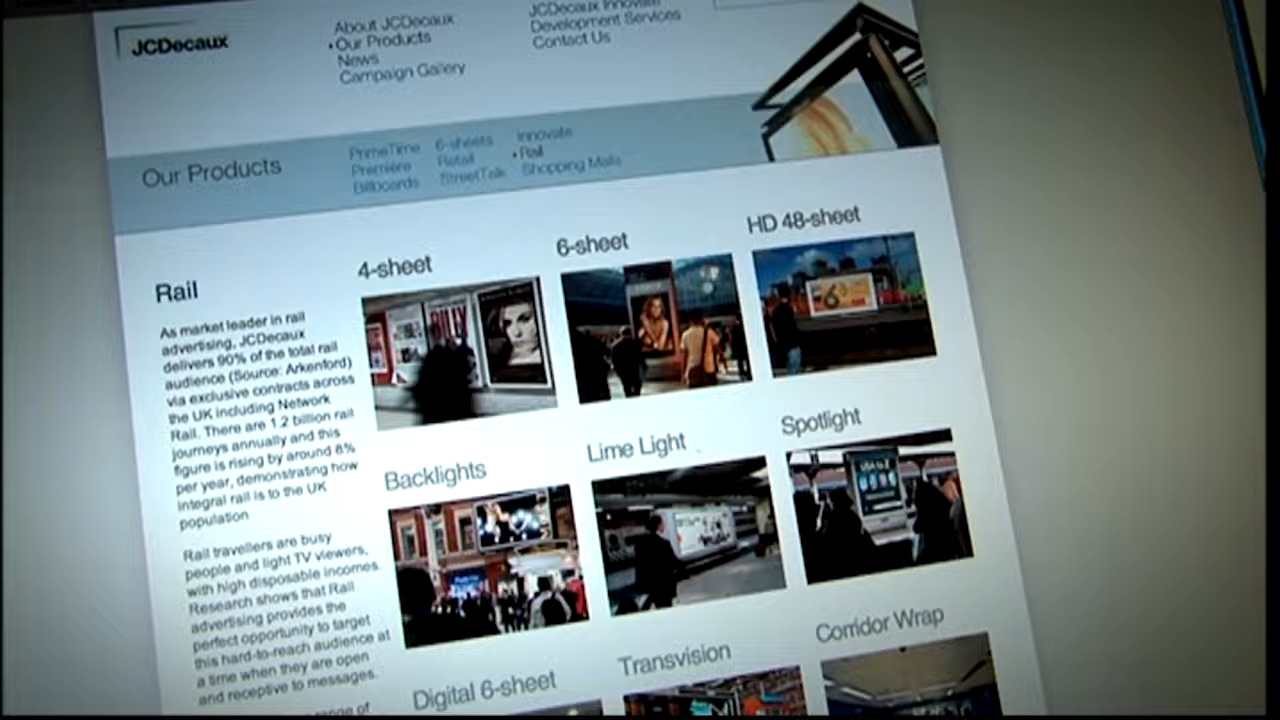 JCDecaux
About JCDecaux
Our Products
News
Campaign Gallery
JCDecaux Innovate
Development Services
Contact Us
Our Products
PrimeTime
Première
Billboards
6-sheets
Retail
StreetTalk
Innovate
Rail
Shopping Malls
Rail
As market leader in rail
advertising, JCDecaux
delivers 90% of the total rail
audience (Source: Arkenford)
via exclusive contracts across
the UK including Network
Rail. There are 1.2 billion rail
journeys annually and this
figure is rising by around 6%
per year, demonstrating how
integral rail is to the UK
population
Rail travellers are busy
people and light TV viewers,
with high disposable incomes.
Research shows that Rail
advertising provides the
perfect opportunity to target
this hard-to-reach audience at
a time when they are open
and receptive to messages.
range of
4-sheet
6-sheet
HD 48-sheet
BILLY
Backlights
Lime Light
Spotlight
Digital 6-sheet
Transvision
Corridor Wrap